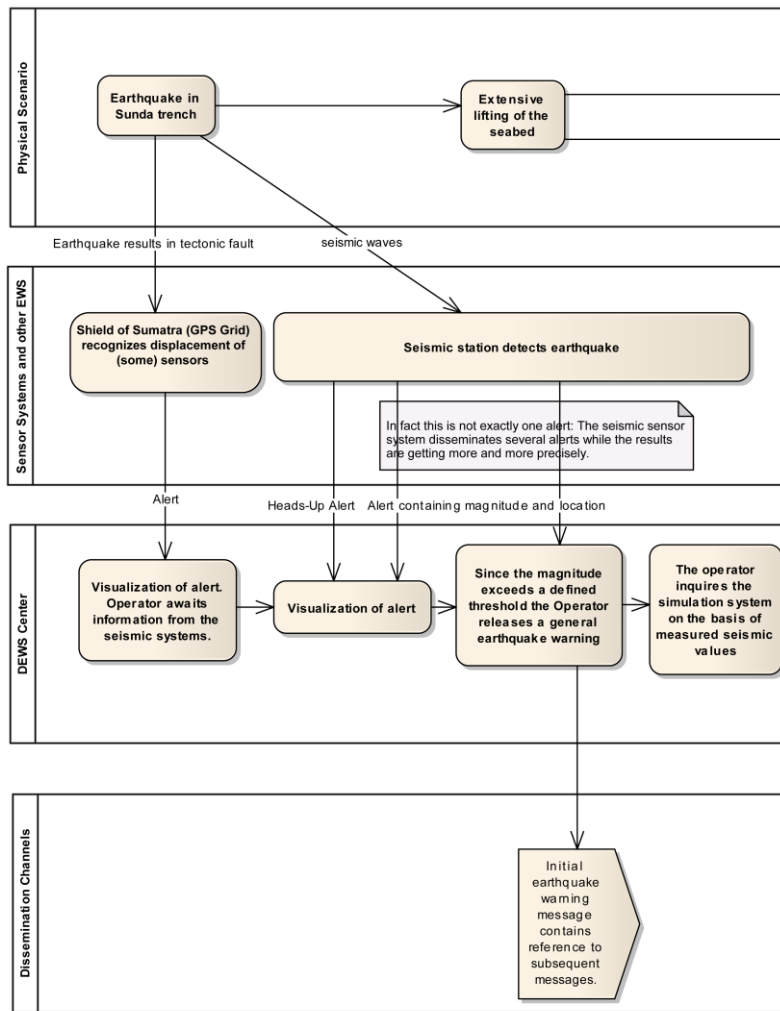 Physical Scenario
Earthquake in
Sunda trench
Extensive
lifting of the
seabed
Earthquake results in tectonic fault
seismic waves
Sensor Systems and other EWS
Shield of Sumatra (GPS Grid)
recognizes displacement of
(some) sensors
Seismic station detects earthquake
In fact this is not exactly one alert: The seismic sensor
system disseminates several alerts while the results
are getting more and more precisely.
Alert
Heads-Up Alert
Alert containing magnitude and location
DEWS Center
Visualization of alert.
Operator awaits
information from the
seismic systems.
Visualization of alert
Since the magnitude
exceeds a defined
threshold the Operator
releases a general
earthquake warning
The operator
inquires the
simulation system
on the basis of
measured seismic
values
Dissemination Channels
Initial
earthquake
warning
message
contains
reference to
subsequent
messages.